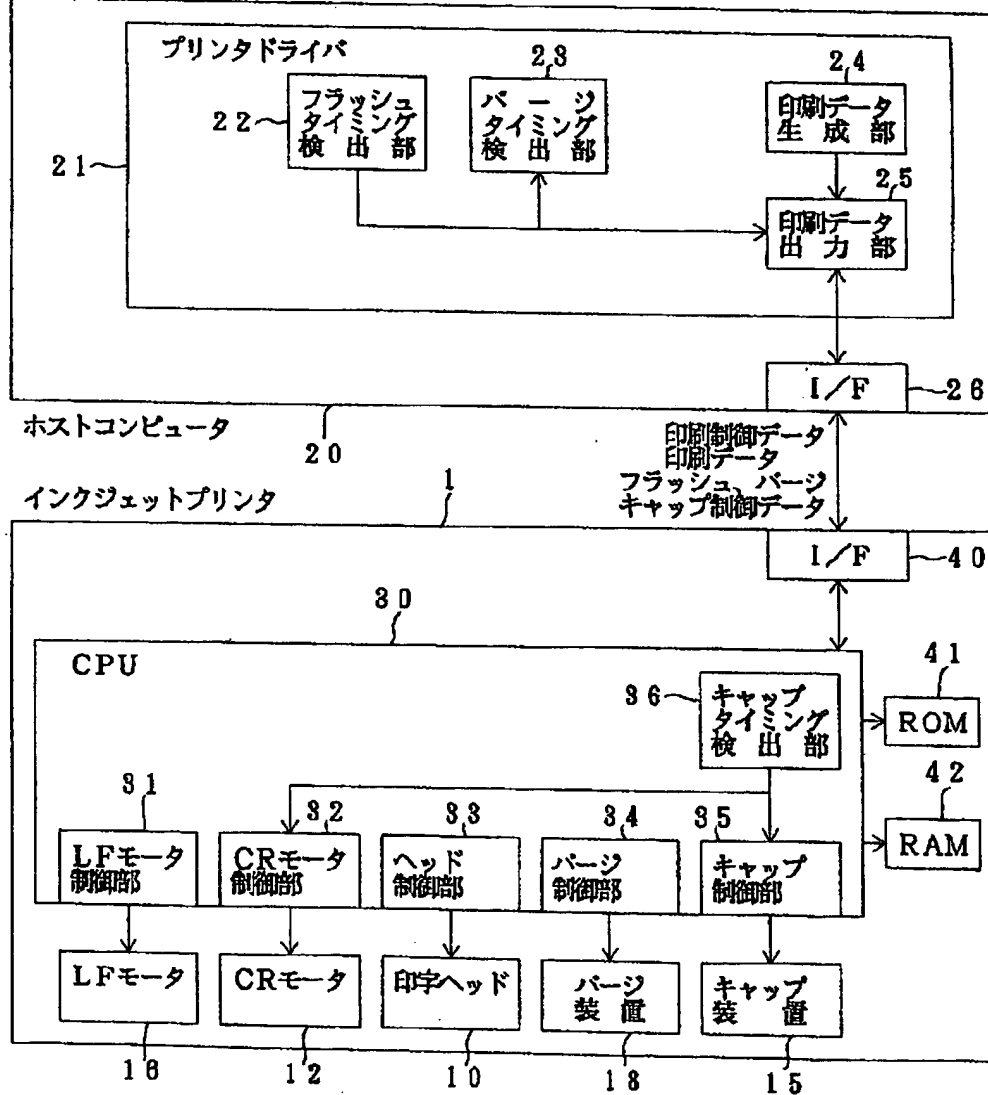 プリンタドライバ
22
フラッシュ
タイミング
検出部
23
パージ
タイミング
検出部
24
印刷データ
生成部
21
25
印刷データ
出力部
I/F
26
ホストコンピュータ
20
印刷制御データ
印刷データ
フラッシュ、パージ
キャップ制御データ
インクジェットプリンタ
1
I/F
40
30
CPU
36
キャップ
タイミング
検出部
41
ROM
42
RAM
31
LFモータ
制御部
32
CRモータ
制御部
33
ヘッド
制御部
34
パージ
制御部
35
キャップ
制御部
LFモータ
CRモータ
印字ヘッド
パージ
装置
キャップ
装置
12
10
18
15